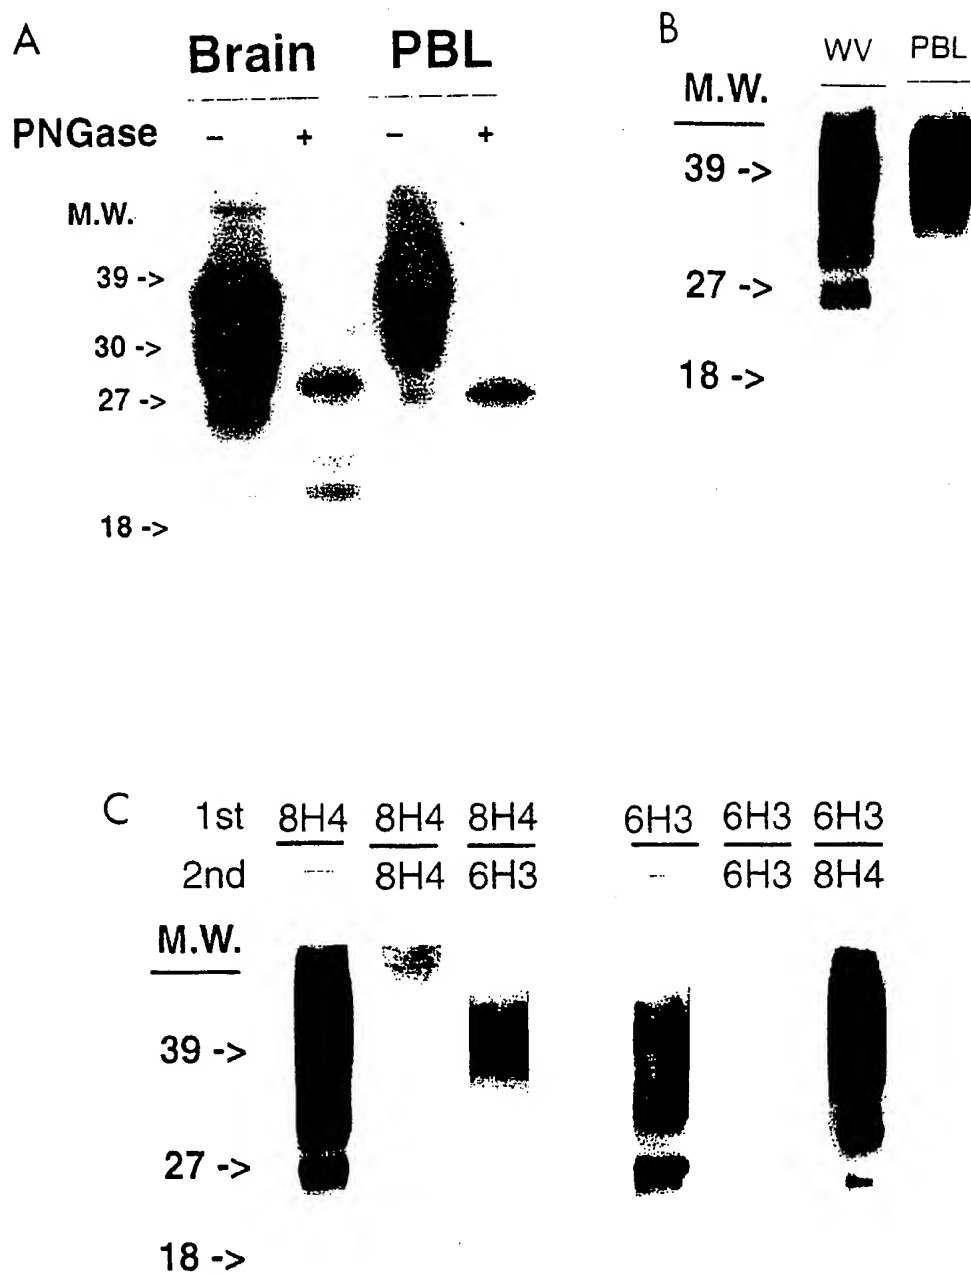 A
Brain PBL
PNGase - + - +
M.W.
39 ->
30 ->
27 ->
18 ->
B
WV PBL
M.W.
39 ->
27 ->
18 ->
C
1st 8H4 8H4 8H4 6H3 6H3 6H3
2nd --- 8H4 6H3 -- 6H3 8H4
M.W.
39 ->
27 ->
18 ->